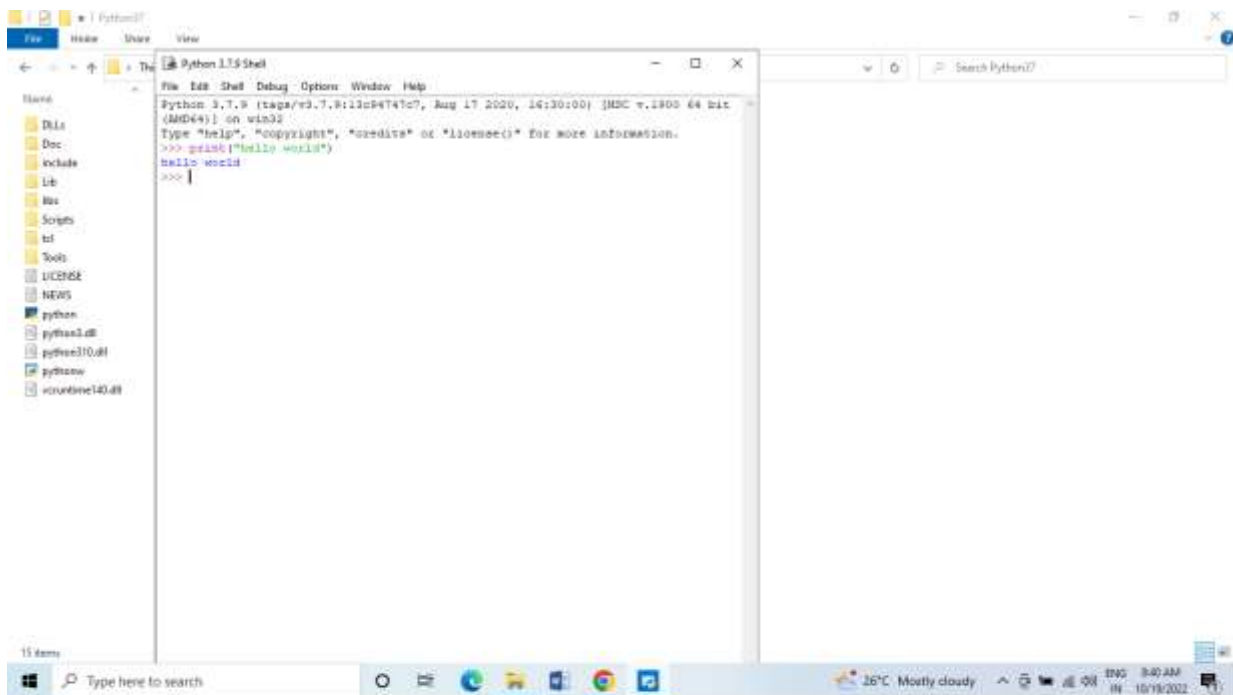 Python37
File Home Share View
Search Python37
Name
DLLs
Doc
include
Lib
libs
Scripts
tcl
Tools
LICENSE
NEWS
python
python3.dll
python310.dll
pythonw
vcruntime140.dll
15 items
Python 3.7.9 Shell
File Edit Shell Debug Options Window Help
Python 3.7.9 (tags/v3.7.9:13c94747c7, Aug 17 2020, 16:30:00) [MSC v.1900 64 bit
(AMD64)] on win32
Type "help", "copyright", "credits" or "license()" for more information.
>>> print("hello world")
hello world
>>>
Type here to search
26°C Mostly cloudy
ENG
IN
8:40 AM
10/19/2022